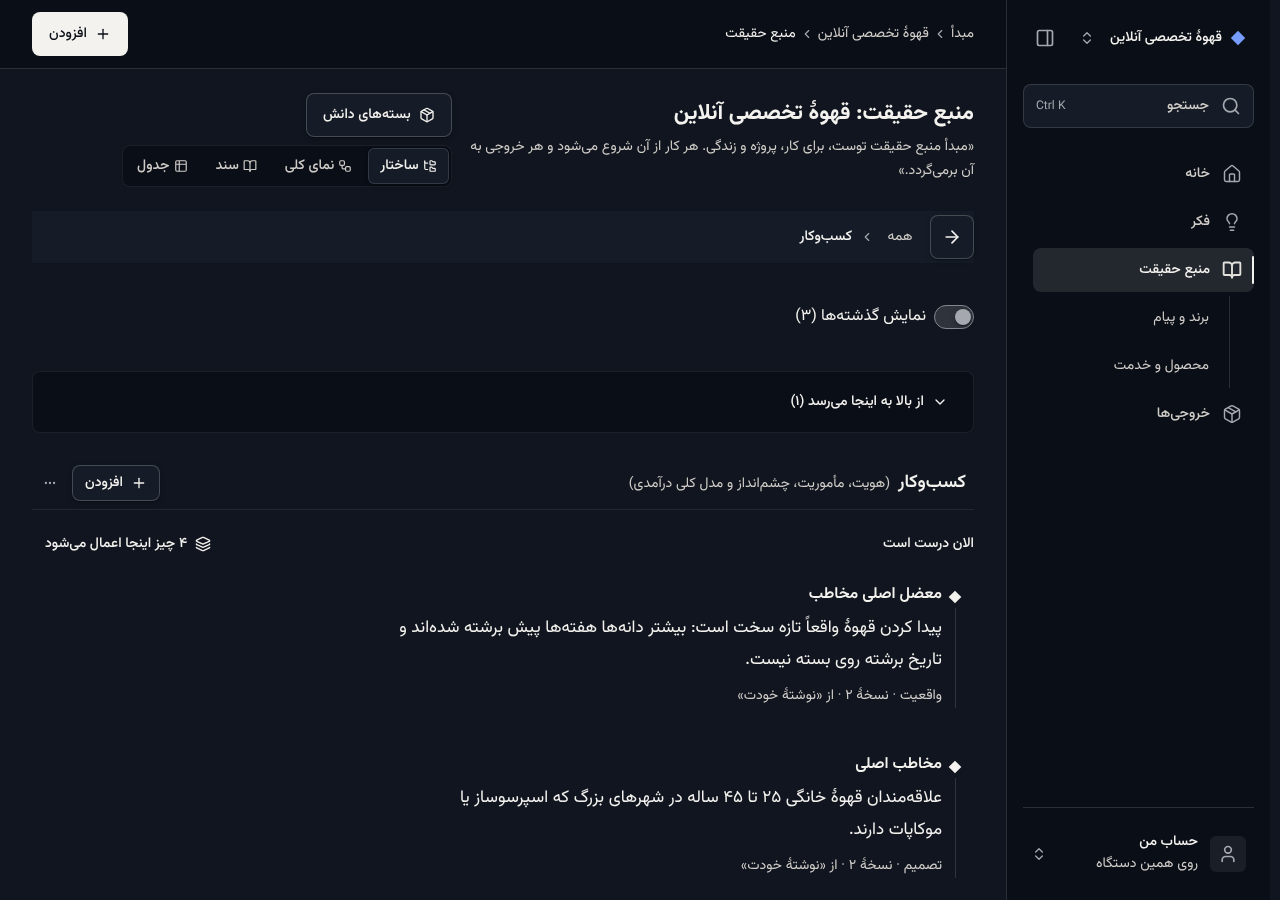 قهوهٔ تخصصی آنلاین
جستجو
Ctrl K
خانه
فکر
منبع حقیقت
برند و پیام
محصول و خدمت
خروجی‌ها
حساب من
روی همین دستگاه
مبدأ › قهوهٔ تخصصی آنلاین › منبع حقیقت
افزودن
منبع حقیقت: قهوهٔ تخصصی آنلاین
«مبدأ منبع حقیقت توست، برای کار، پروژه و زندگی. هر کار از آن شروع می‌شود و هر خروجی به
آن برمی‌گردد.»
بسته‌های دانش
ساختار
نمای کلی
سند
جدول
همه › کسب‌وکار
نمایش گذشته‌ها (۳)
از بالا به اینجا می‌رسد (۱)
کسب‌وکار (هویت، مأموریت، چشم‌انداز و مدل کلی درآمدی)
افزودن
الان درست است
۴ چیز اینجا اعمال می‌شود
معضل اصلی مخاطب
پیدا کردن قهوهٔ واقعاً تازه سخت است: بیشتر دانه‌ها هفته‌ها پیش برشته شده‌اند و
تاریخ برشته روی بسته نیست.
واقعیت · نسخهٔ ۲ · از «نوشتهٔ خودت»
مخاطب اصلی
علاقه‌مندان قهوهٔ خانگی ۲۵ تا ۴۵ ساله در شهرهای بزرگ که اسپرسوساز یا
موکاپات دارند.
تصمیم · نسخهٔ ۲ · از «نوشتهٔ خودت»